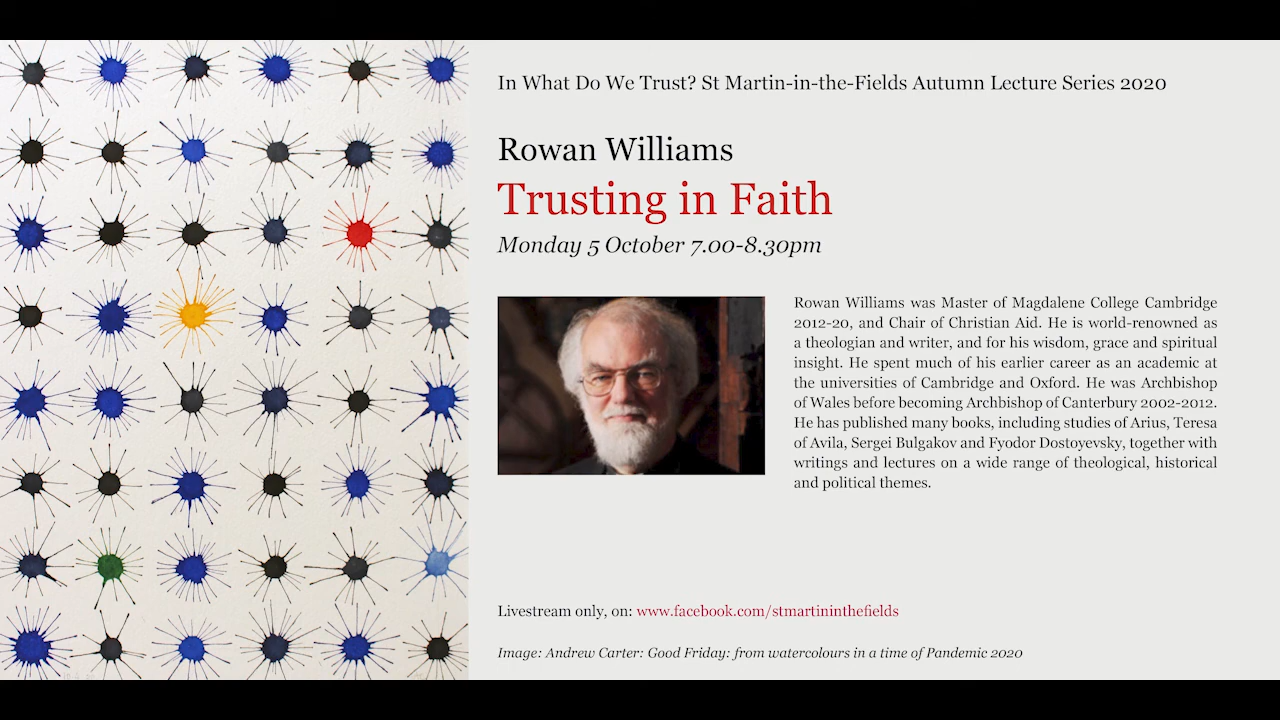 In What Do We Trust? St Martin-in-the-Fields Autumn Lecture Series 2020
Rowan Williams
Trusting in Faith
Monday 5 October 7.00-8.30pm
Rowan Williams was Master of Magdalene College Cambridge
2012-20, and Chair of Christian Aid. He is world-renowned as
a theologian and writer, and for his wisdom, grace and spiritual
insight. He spent much of his earlier career as an academic at
the universities of Cambridge and Oxford. He was Archbishop
of Wales before becoming Archbishop of Canterbury 2002-2012.
He has published many books, including studies of Arius, Teresa
of Avila, Sergei Bulgakov and Fyodor Dostoyevsky, together with
writings and lectures on a wide range of theological, historical
and political themes.
Livestream only, on: www.facebook.com/stmartininthefields
Image: Andrew Carter: Good Friday: from watercolours in a time of Pandemic 2020